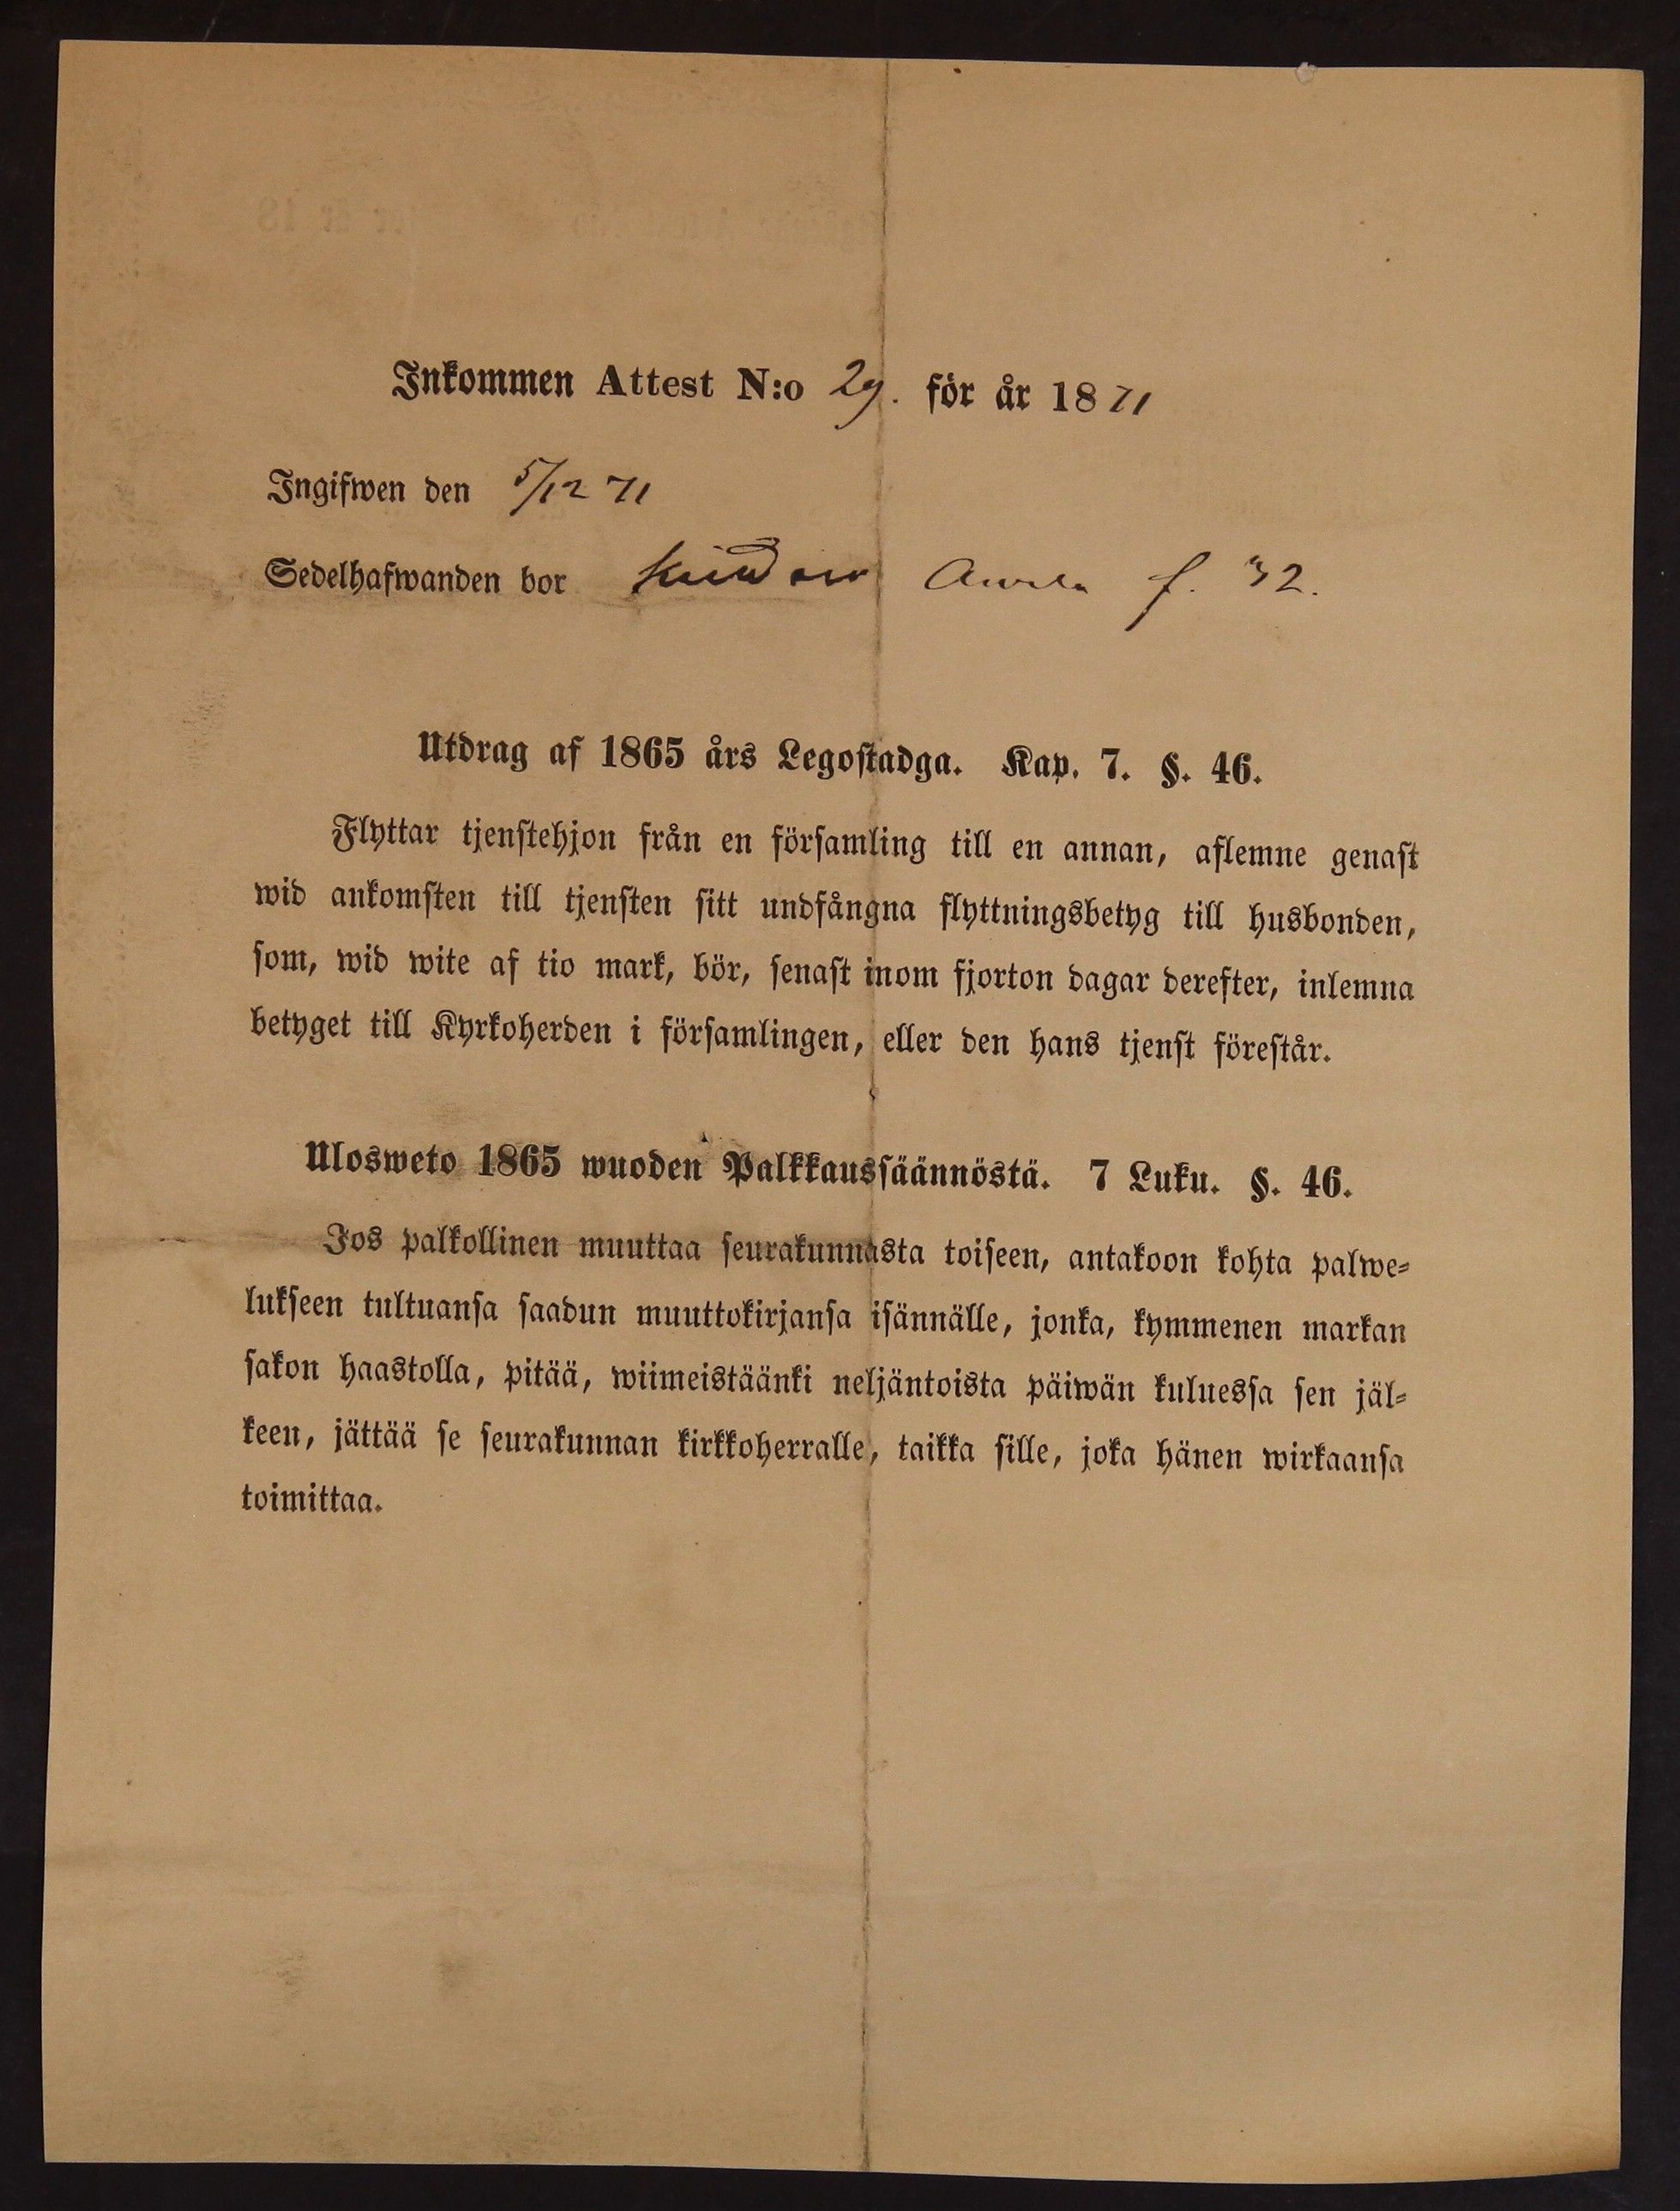 Inkommen Attest N:o 29. för år 1871
Ingifwen den 5/12 71
Sedelhafwanden bor f. 32.
Utdrag af 1865 års Legostadga. Kap. 7. §. 46.
Flyttar tjenstehjon från en församling till en annan, aflemne genast
wid ankomsten till tjensten sitt undfångna flyttningsbetyg till husbonden,
som, wid wite af tio mark, bör, senast inom fjorton dagar derefter, inlemna
betyget till Kyrkoherden i församlingen, eller den hans tjenst förestår.
Ulosweto 1865 wuoden Palkkaussäännöstä. 7 Luku. §. 46.
Jos palkollinen muuttaa seurakunnasta toiseen, antakoon kohta palwe-
lukseen tultuansa saadun muuttokirjansa isännälle, jonka, kymmenen markan
sakon haastolla, pitää, wiimeistäänki neljäntoista päiwän kuluessa sen jäl-
keen, jättää se seurakunnan kirkkoherralle, taikka sille, joka hänen wirkaansa
toimittaa.